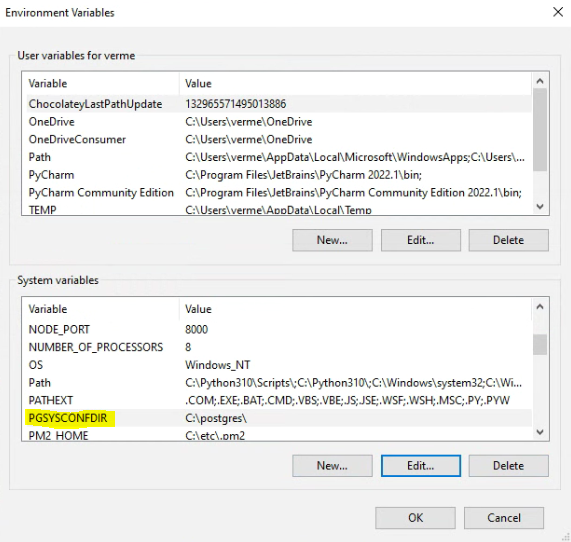 Environment Variables
User variables for verme
Variable Value
ChocolateyLastPathUpdate 132965571495013886
OneDrive C:\Users\verme\OneDrive
OneDriveConsumer C:\Users\verme\OneDrive
Path C:\Users\verme\AppData\Local\Microsoft\WindowsApps;C:\Users\...
PyCharm C:\Program Files\JetBrains\PyCharm 2022.1\bin;
PyCharm Community Edition C:\Program Files\JetBrains\PyCharm Community Edition 2022.1\bin;
TEMP C:\Users\verme\AppData\Local\Temp
New... Edit... Delete
System variables
Variable Value
NODE_PORT 8000
NUMBER_OF_PROCESSORS 8
OS Windows_NT
Path C:\Python310\Scripts\;C:\Python310\;C:\Windows\system32;C:\Wi...
PATHEXT .COM;.EXE;.BAT;.CMD;.VBS;.VBE;.JS;.JSE;.WSF;.WSH;.MSC;.PY;.PYW
PGSYSCONFDIR C:\postgres\
PM2_HOME C:\etc\.pm2
New... Edit... Delete
OK Cancel